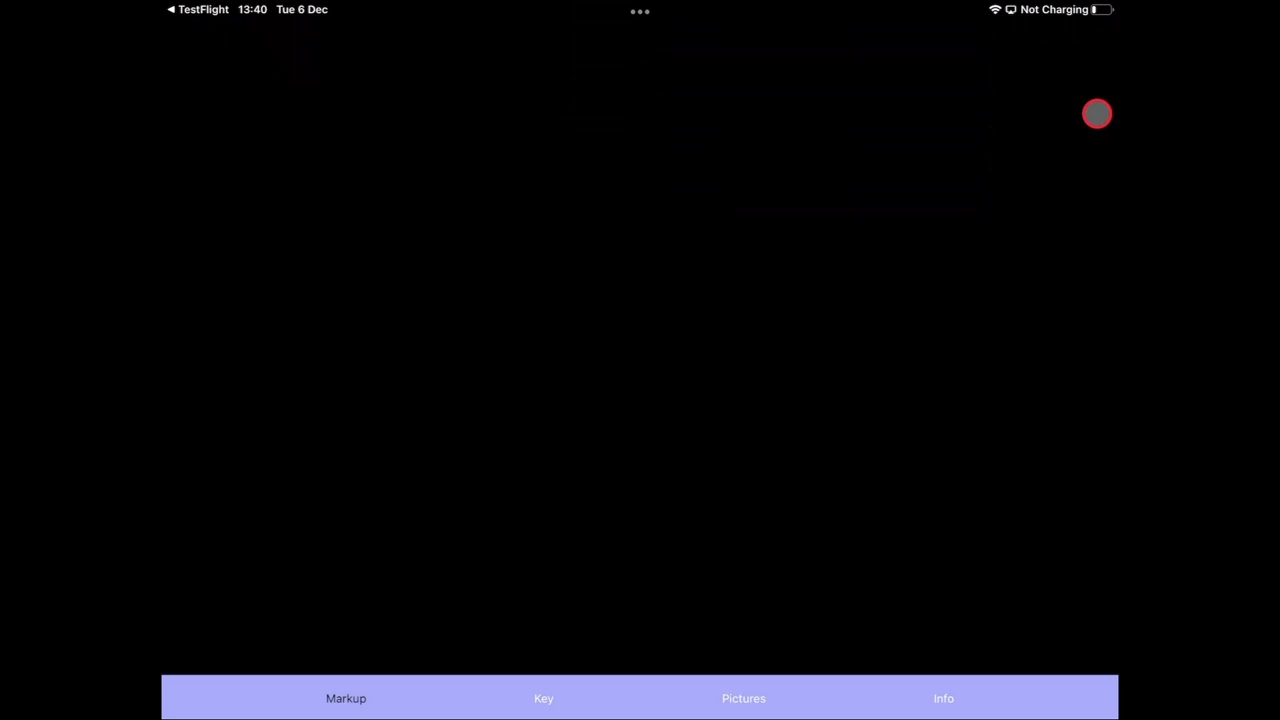 ◀ TestFlight 13:40 Tue 6 Dec Not Charging
Markup Key Pictures Info